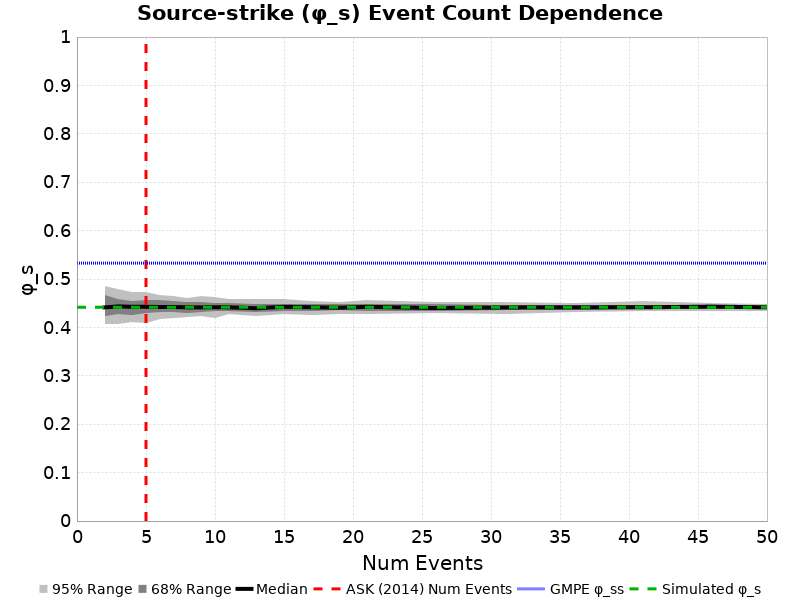 Source-strike (φ_s) Event Count Dependence
1
0.9
0.8
0.7
0.6
0.5
0.4
0.3
0.2
0.1
0
φ_s
0 5 10 15 20 25 30 35 40 45 50
Num Events
95% Range 68% Range Median ASK (2014) Num Events GMPE φ_ss Simulated φ_s